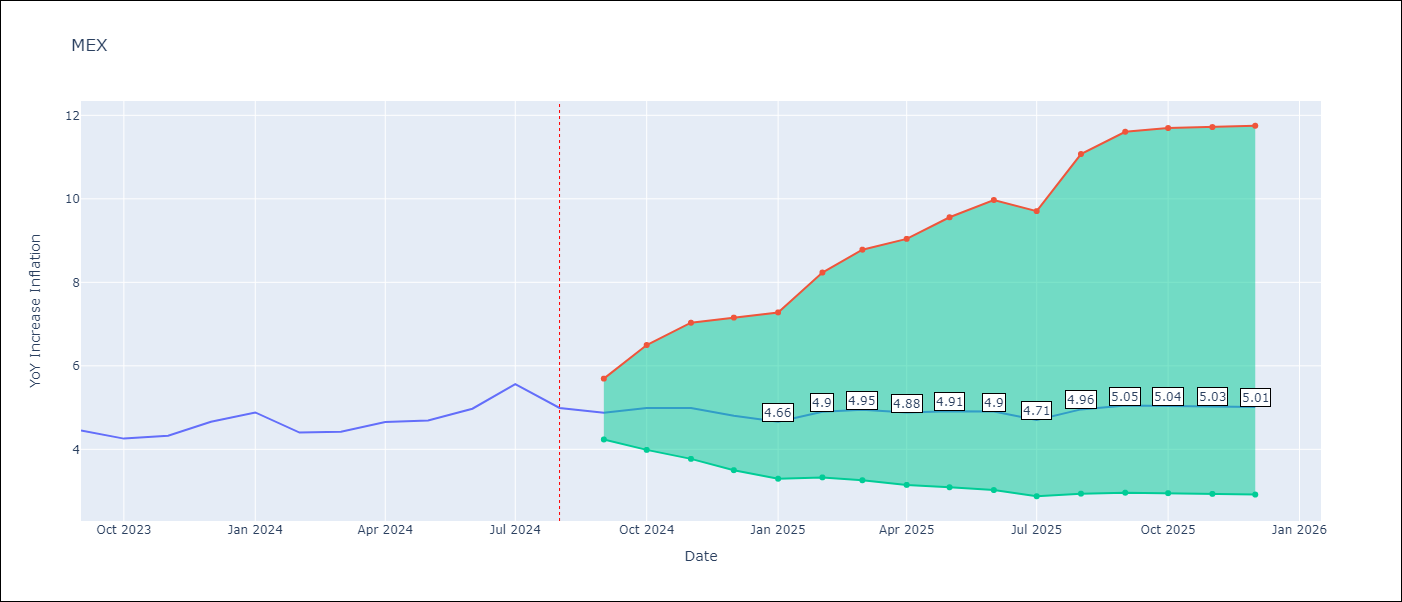 MEX
YoY Increase Inflation
12
10
8
6
4
4.66
4.9
4.95
4.88
4.91
4.9
4.71
4.96
5.05
5.04
5.03
5.01
Oct 2023
Jan 2024
Apr 2024
Jul 2024
Oct 2024
Jan 2025
Apr 2025
Jul 2025
Oct 2025
Jan 2026
Date